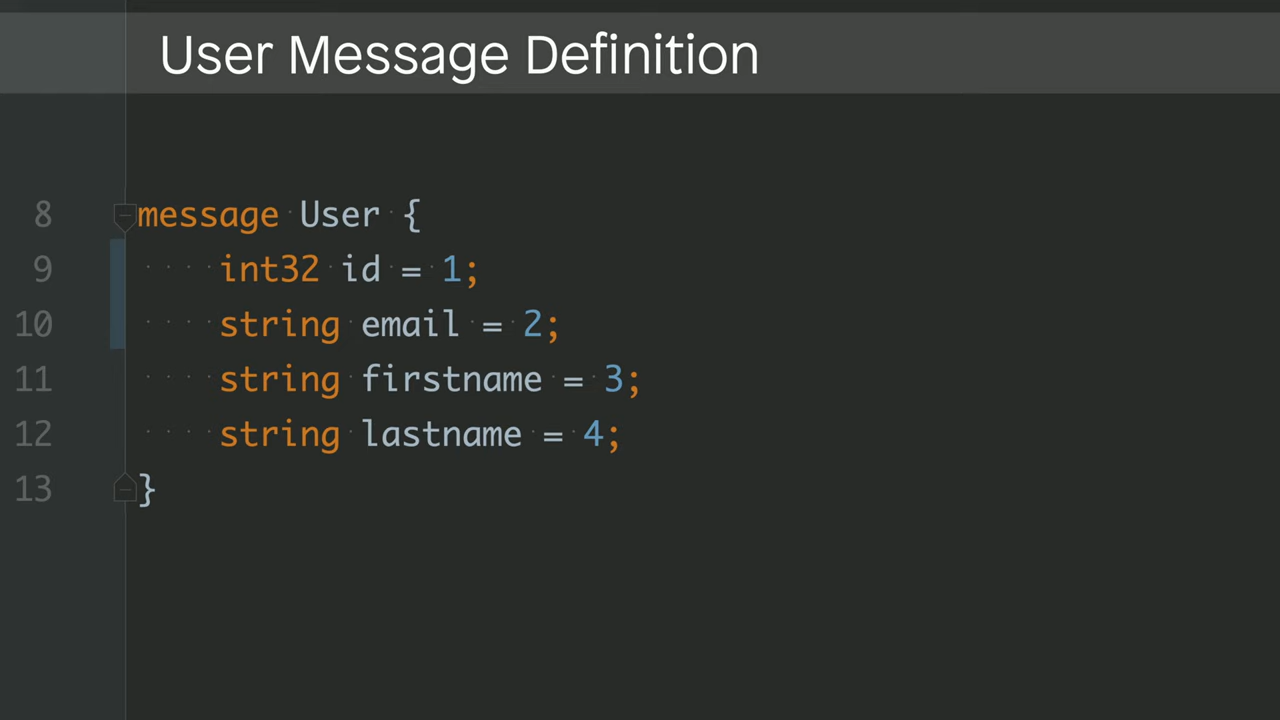 User Message Definition
8 message User {
9     int32 id = 1;
10     string email = 2;
11     string firstname = 3;
12     string lastname = 4;
13 }